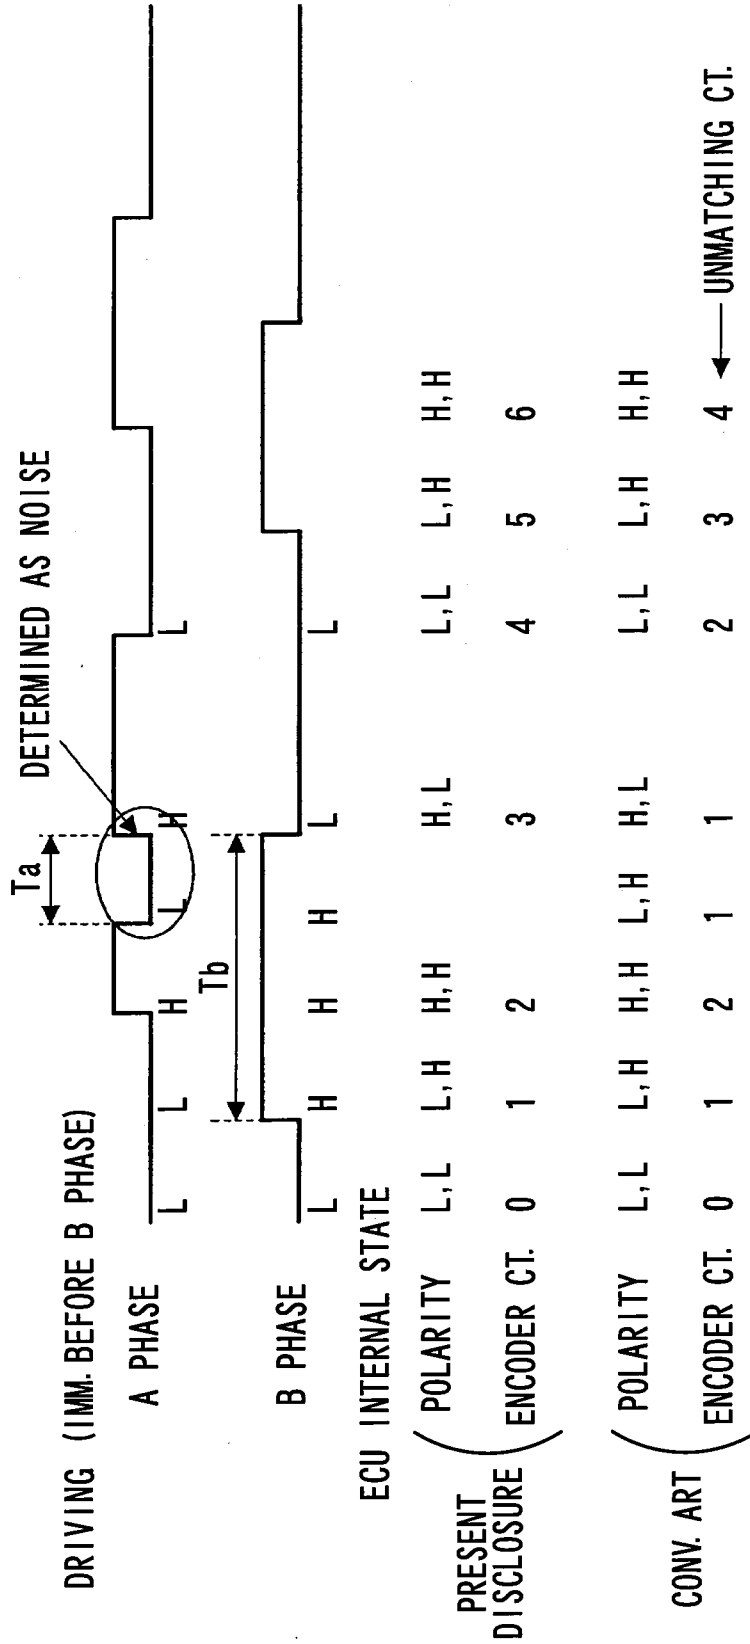 DRIVING (IMM. BEFORE B PHASE)
DETERMINED AS NOISE
Ta
A PHASE
L L H L H L
Tb
B PHASE
L H H H L L
ECU INTERNAL STATE
PRESENT
DISCLOSURE
POLARITY L,L L,H H,H H,L L,L L,H H,H
ENCODER CT. 0 1 2 3 4 5 6
CONV. ART
POLARITY L,L L,H H,H L,H H,L L,L L,H H,H
ENCODER CT. 0 1 2 1 1 2 3 4
UNMATCHING CT.